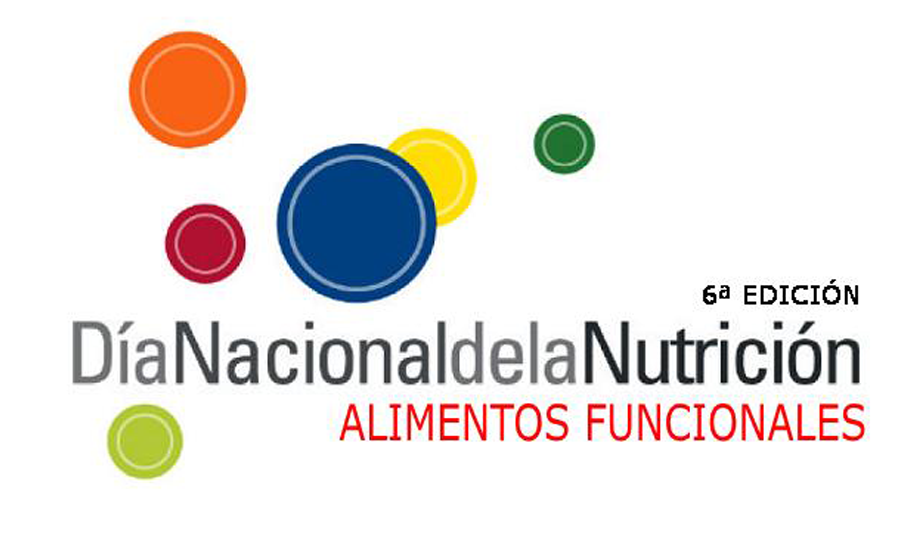 6ª EDICIÓN
DíaNacionaldelaNutrición
ALIMENTOS FUNCIONALES